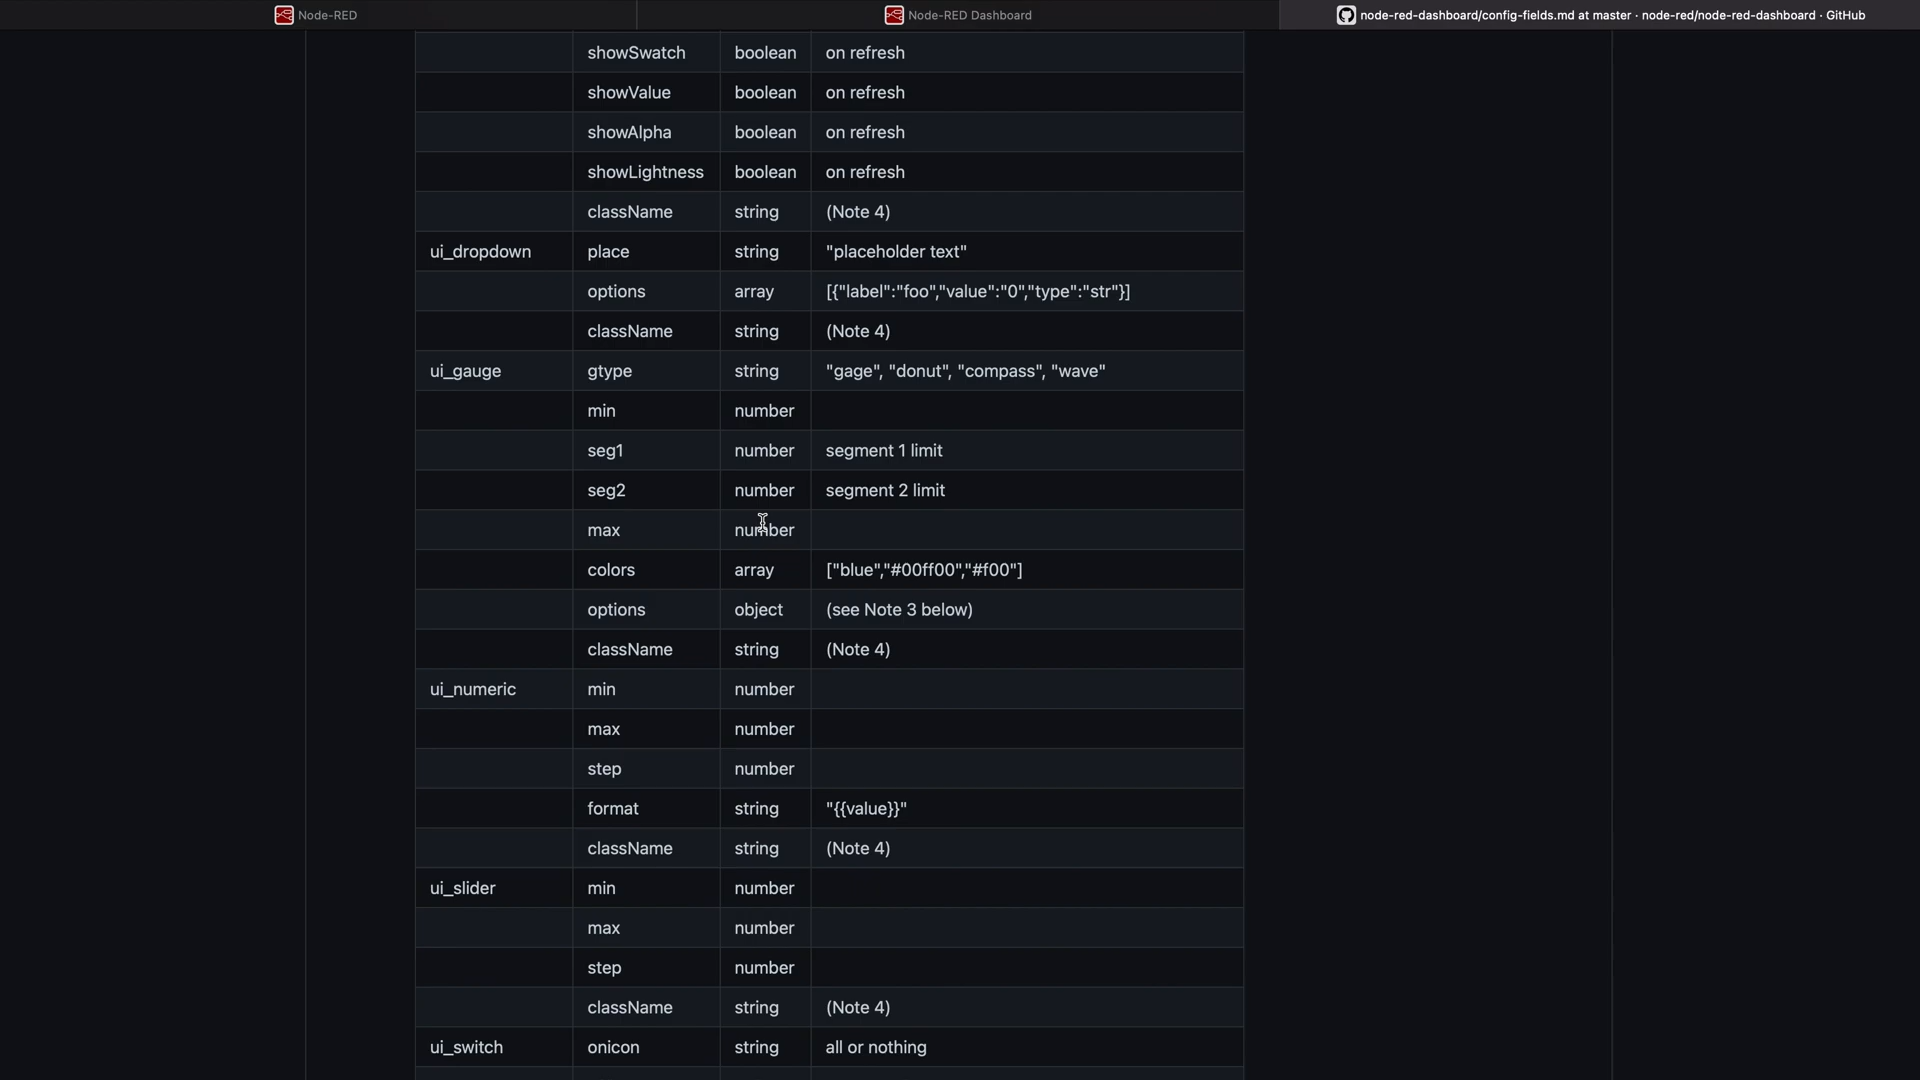 Node-RED
Node-RED Dashboard
node-red-dashboard/config-fields.md at master · node-red/node-red-dashboard · GitHub
showSwatch boolean on refresh
showValue boolean on refresh
showAlpha boolean on refresh
showLightness boolean on refresh
className string (Note 4)
ui_dropdown place string "placeholder text"
options array [{"label":"foo","value":"0","type":"str"}]
className string (Note 4)
ui_gauge gtype string "gage", "donut", "compass", "wave"
min number
seg1 number segment 1 limit
seg2 number segment 2 limit
max number
colors array ["blue","#00ff00","#f00"]
options object (see Note 3 below)
className string (Note 4)
ui_numeric min number
max number
step number
format string "{{value}}"
className string (Note 4)
ui_slider min number
max number
step number
className string (Note 4)
ui_switch onicon string all or nothing